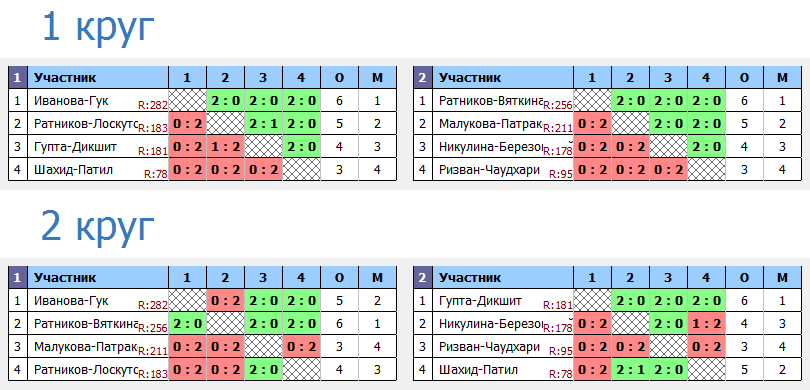 1 круг
1 Участник 1 2 3 4 О М
1 Иванова-Гук R:282 2 : 0 2 : 0 2 : 0 6 1
2 Ратников-Лоскуто R:183 0 : 2 2 : 1 2 : 0 5 2
3 Гупта-Дикшит R:181 0 : 2 1 : 2 2 : 0 4 3
4 Шахид-Патил R:78 0 : 2 0 : 2 0 : 2 3 4
2 Участник 1 2 3 4 О М
1 Ратников-Вяткина R:256 2 : 0 2 : 0 2 : 0 6 1
2 Малукова-Патрак R:211 0 : 2 2 : 0 2 : 0 5 2
3 Никулина-Березо R:178 0 : 2 0 : 2 2 : 0 4 3
4 Ризван-Чаудхари R:95 0 : 2 0 : 2 0 : 2 3 4
2 круг
1 Участник 1 2 3 4 О М
1 Иванова-Гук R:282 0 : 2 2 : 0 2 : 0 5 2
2 Ратников-Вяткина R:256 2 : 0 2 : 0 2 : 0 6 1
3 Малукова-Патрак R:211 0 : 2 0 : 2 0 : 2 3 4
4 Ратников-Лоскуто R:183 0 : 2 0 : 2 2 : 0 4 3
2 Участник 1 2 3 4 О М
1 Гупта-Дикшит R:181 2 : 0 2 : 0 2 : 0 6 1
2 Никулина-Березо R:178 0 : 2 2 : 0 1 : 2 4 3
3 Ризван-Чаудхари R:95 0 : 2 0 : 2 0 : 2 3 4
4 Шахид-Патил R:78 0 : 2 2 : 1 2 : 0 5 2